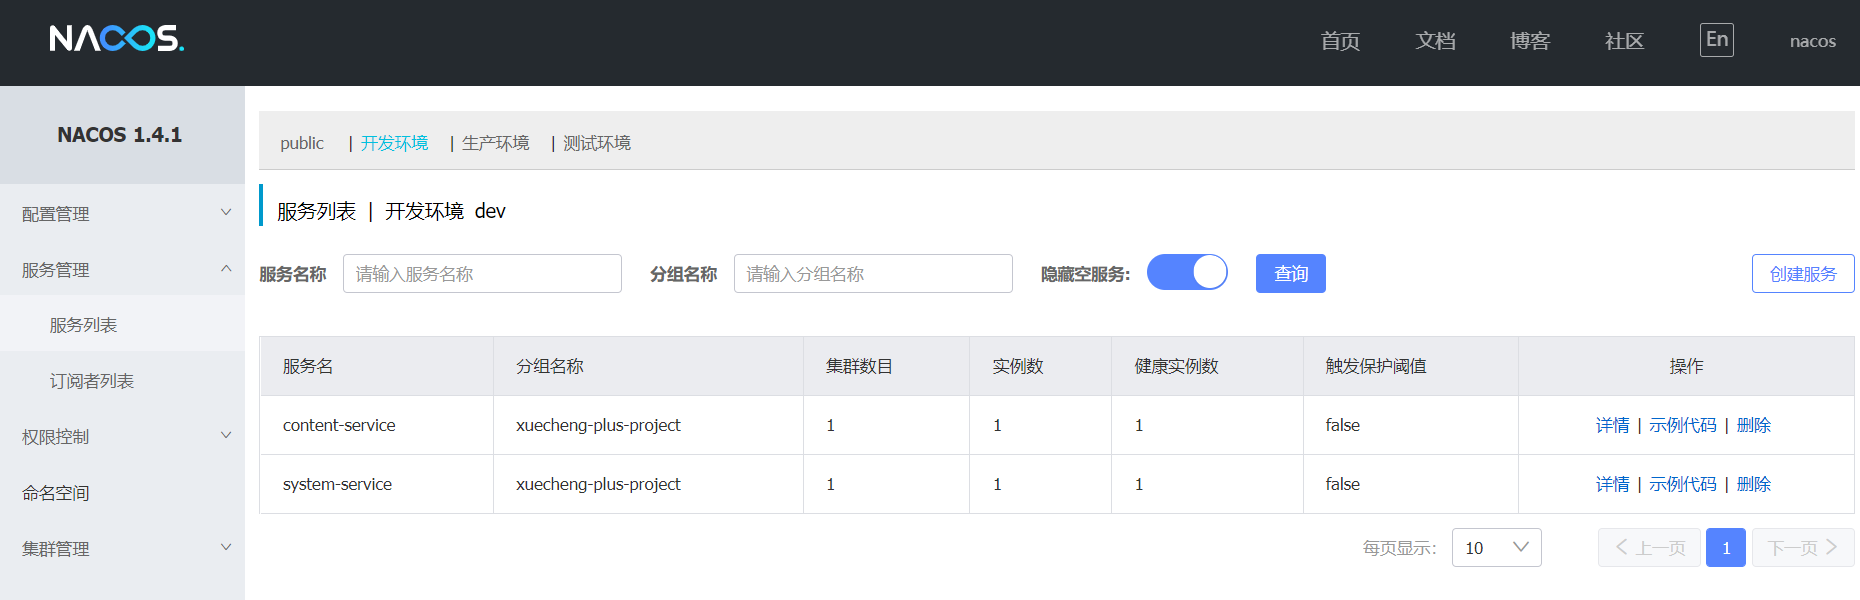 NACOS.
首页 文档 博客 社区 En nacos
NACOS 1.4.1
配置管理
服务管理
服务列表
订阅者列表
权限控制
命名空间
集群管理
public | 开发环境 | 生产环境 | 测试环境
服务列表 | 开发环境 dev
服务名称 请输入服务名称 分组名称 请输入分组名称 隐藏空服务: 查询 创建服务
服务名 分组名称 集群数目 实例数 健康实例数 触发保护阈值 操作
content-service xuecheng-plus-project 1 1 1 false 详情 | 示例代码 | 删除
system-service xuecheng-plus-project 1 1 1 false 详情 | 示例代码 | 删除
每页显示: 10 上一页 1 下一页